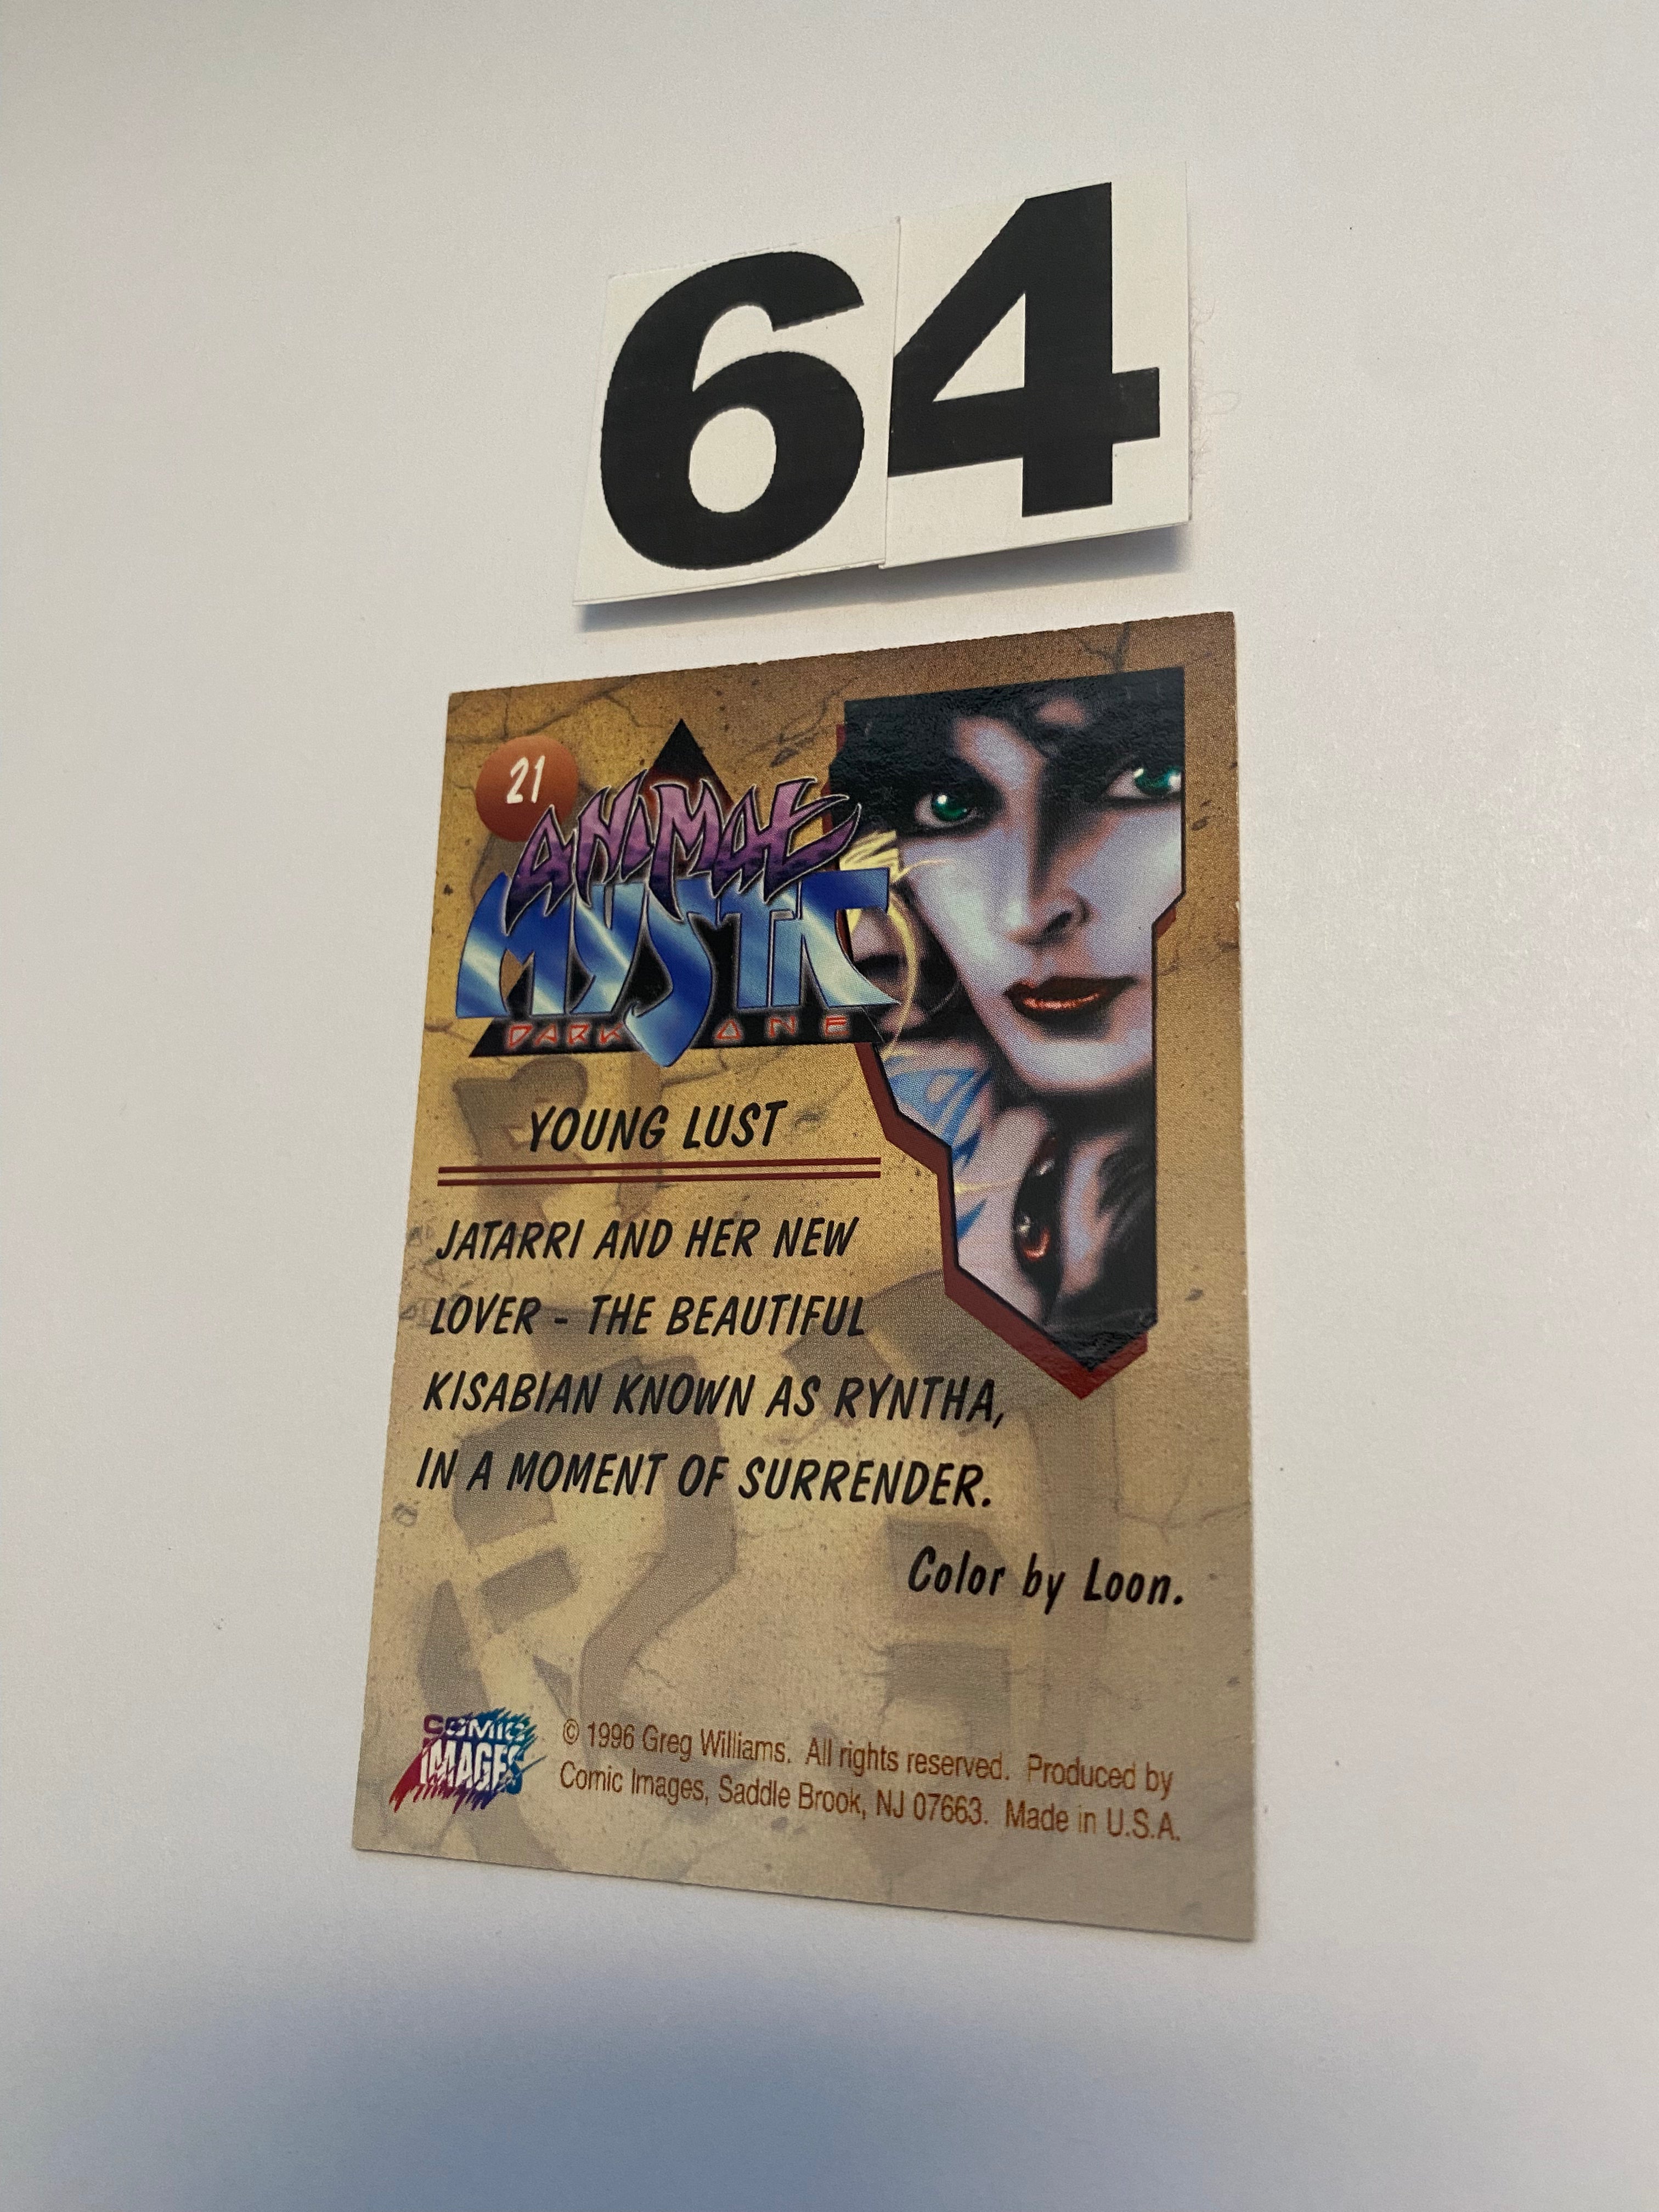 64
21
ANIMAL
MYSTIC
DARK ONE
YOUNG LUST
JATARRI AND HER NEW
LOVER - THE BEAUTIFUL
KISABIAN KNOWN AS RYNTHA,
IN A MOMENT OF SURRENDER.
Color by Loon.
COMIC
IMAGES
© 1996 Greg Williams. All rights reserved. Produced by
Comic Images, Saddle Brook, NJ 07663. Made in U.S.A.